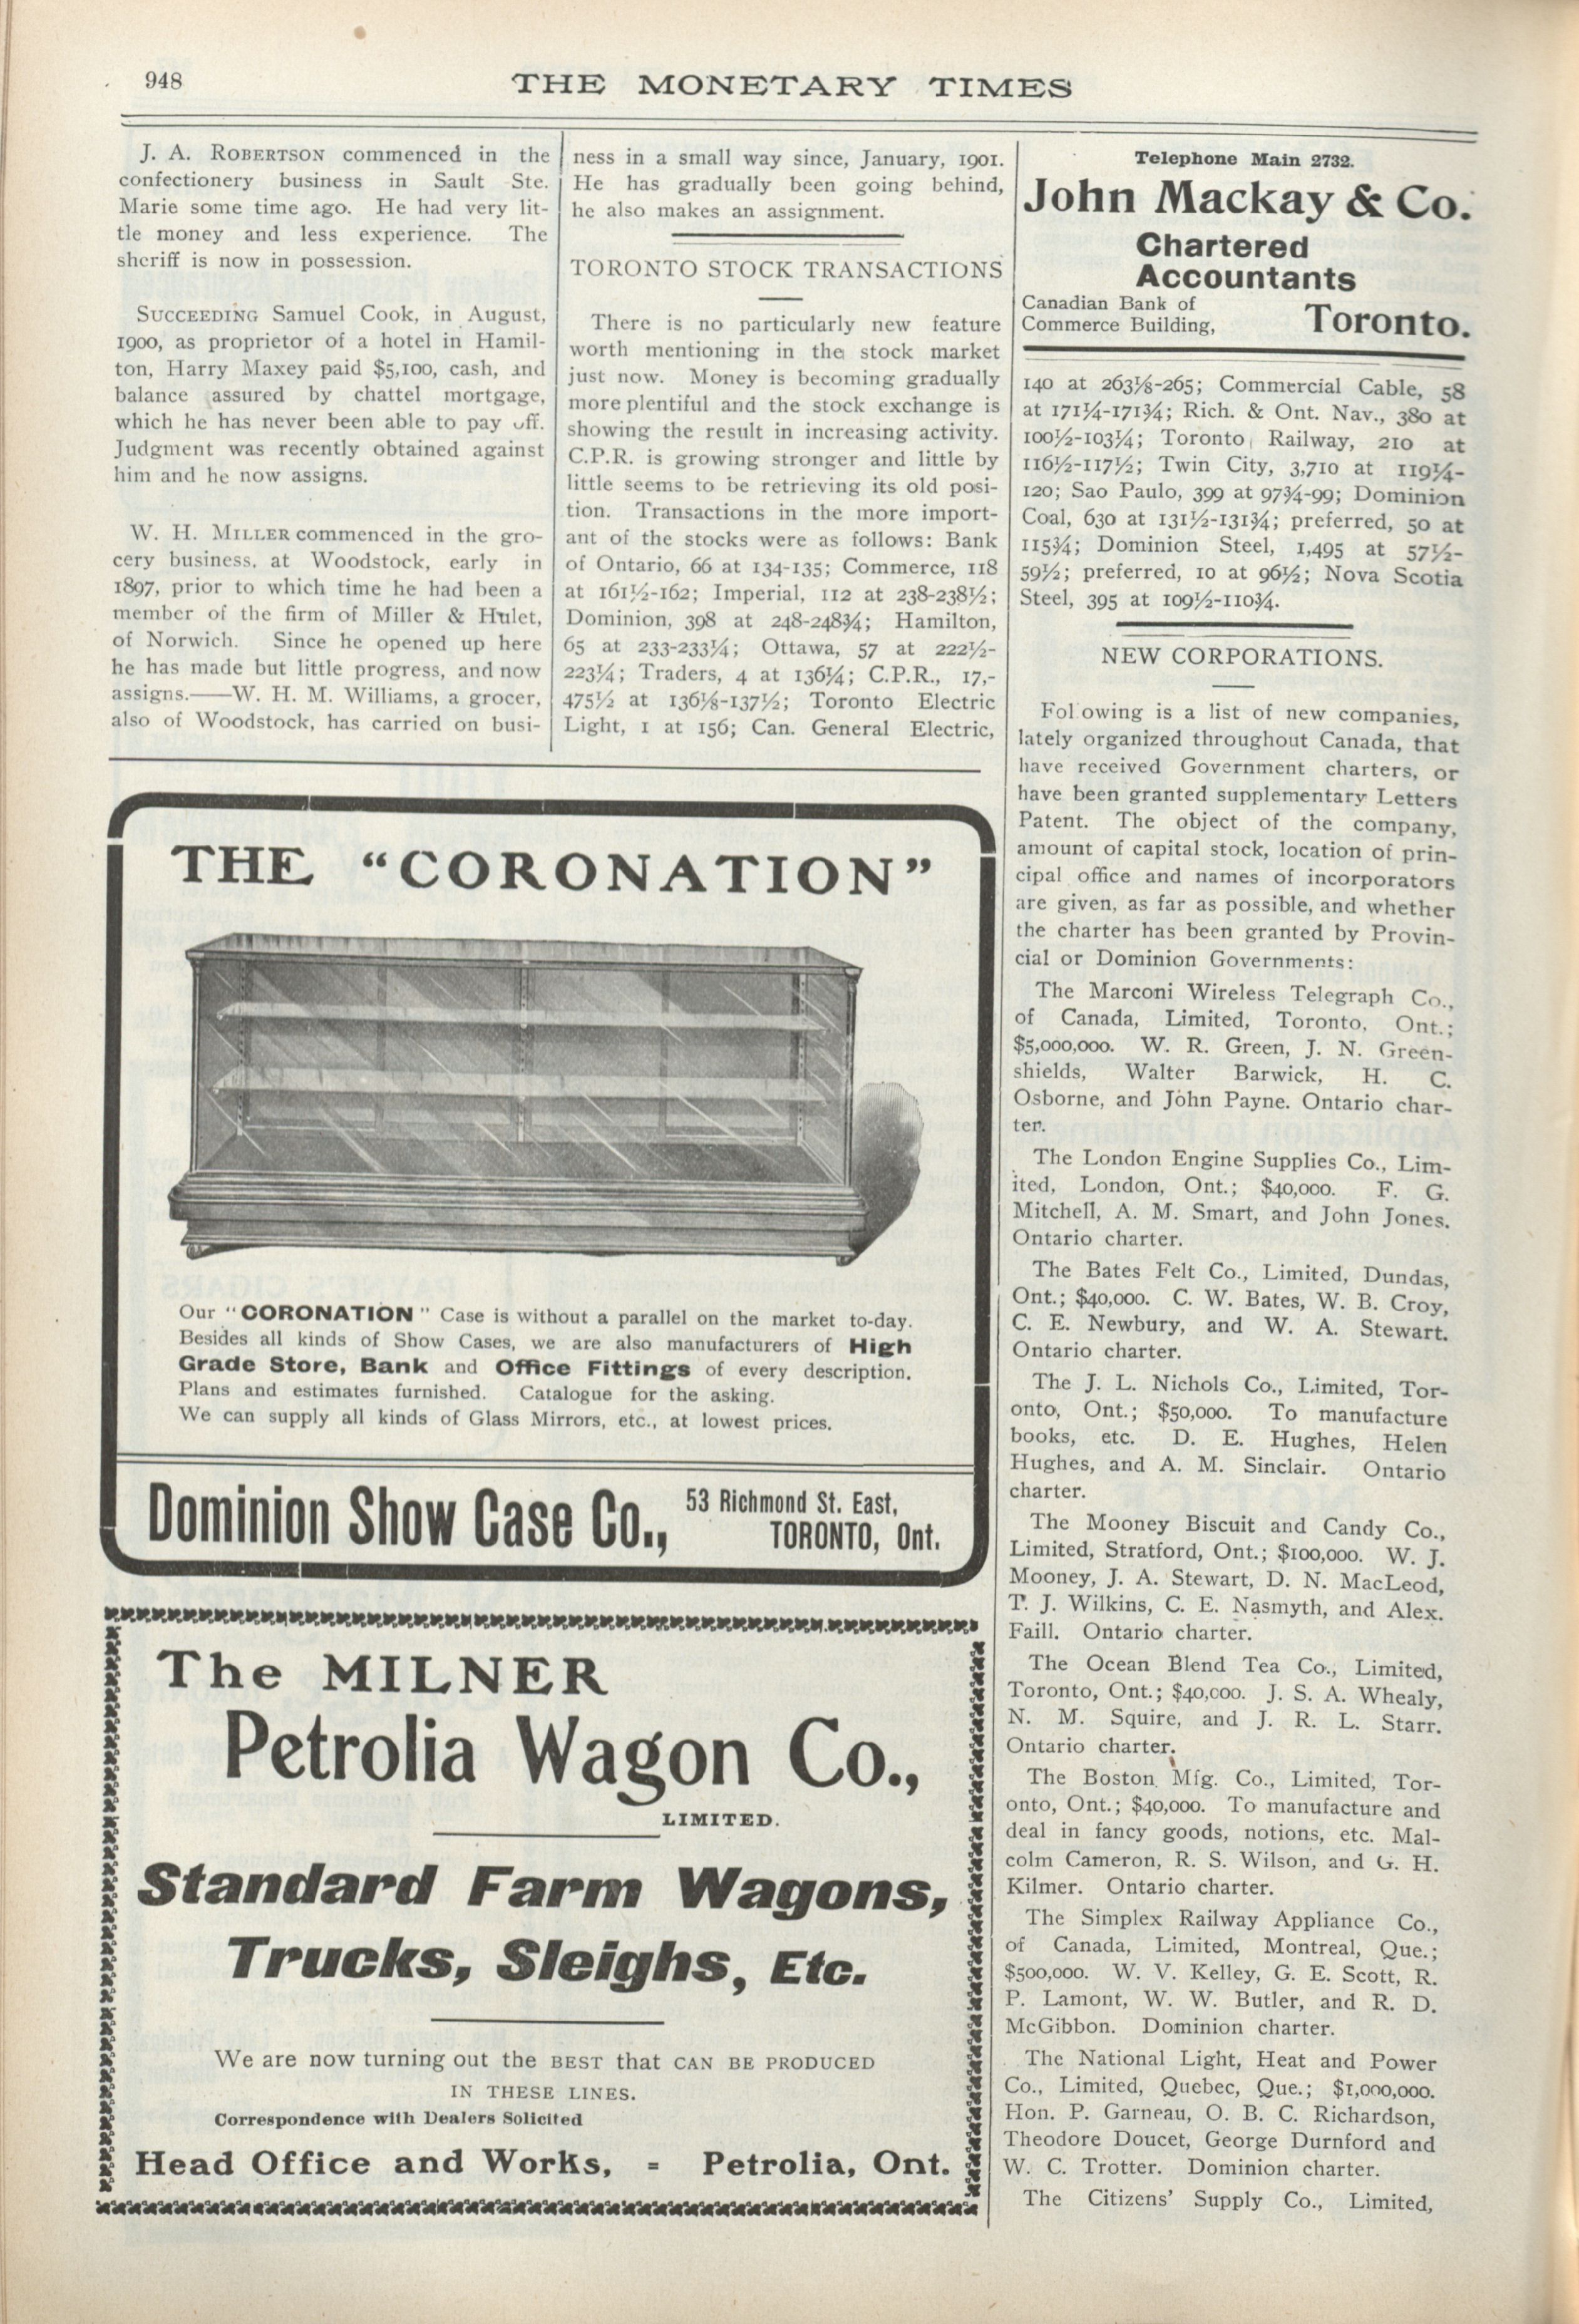 948
THE MONETARY TIMES
J. A. ROBERTSON commenced in the
confectionery business in Sault Ste.
Marie some time ago. He had very lit-
tle money and less experience. The
sheriff is now in possession.
SUCCEEDING Samuel Cook, in August,
1900, as proprietor of a hotel in Hamil-
ton, Harry Maxey paid $5,100, cash, and
balance assured by chattel mortgage,
which he has never been able to pay off.
Judgment was recently obtained against
him and he now assigns.
W. H. MILLER commenced in the gro-
cery business, at Woodstock, early in
1897, prior to which time he had been a
member of the firm of Miller & Hulet,
of Norwich. Since he opened up here
he has made but little progress, and now
assigns.——W. H. M. Williams, a grocer,
also of Woodstock, has carried on busi-
ness in a small way since, January, 1901.
He has gradually been going behind,
he also makes an assignment.
TORONTO STOCK TRANSACTIONS
There is no particularly new feature
worth mentioning in the stock market
just now. Money is becoming gradually
more plentiful and the stock exchange is
showing the result in increasing activity.
C.P.R. is growing stronger and little by
little seems to be retrieving its old posi-
tion. Transactions in the more import-
ant of the stocks were as follows: Bank
of Ontario, 66 at 134-135; Commerce, 118
at 161½-162; Imperial, 112 at 238-238½;
Dominion, 398 at 248-248¾; Hamilton,
65 at 233-233¼; Ottawa, 57 at 222½-
223¼; Traders, 4 at 136¼; C.P.R., 17,-
475½ at 136⅛-137½; Toronto Electric
Light, 1 at 156; Can. General Electric,
Telephone Main 2732.
John Mackay & Co.
Chartered
Accountants
Canadian Bank of
Commerce Building,
Toronto.
140 at 263⅛-265; Commercial Cable, 58
at 171¼-171¾; Rich. & Ont. Nav., 380 at
100½-103¼; Toronto Railway, 210 at
116½-117½; Twin City, 3,710 at 119¼-
120; Sao Paulo, 399 at 97¾-99; Dominion
Coal, 630 at 131½-131¾; preferred, 50 at
115¾; Dominion Steel, 1,495 at 57½-
59½; preferred, 10 at 96½; Nova Scotia
Steel, 395 at 109½-110¾.
NEW CORPORATIONS.
Fol owing is a list of new companies,
lately organized throughout Canada, that
have received Government charters, or
have been granted supplementary Letters
Patent. The object of the company,
amount of capital stock, location of prin-
cipal office and names of incorporators
are given, as far as possible, and whether
the charter has been granted by Provin-
cial or Dominion Governments:
The Marconi Wireless Telegraph Co.,
of Canada, Limited, Toronto, Ont.;
$5,000,000. W. R. Green, J. N. Green-
shields, Walter Barwick, H. C.
Osborne, and John Payne. Ontario char-
ter.
The London Engine Supplies Co., Lim-
ited, London, Ont.; $40,000. F. G.
Mitchell, A. M. Smart, and John Jones.
Ontario charter.
The Bates Felt Co., Limited, Dundas,
Ont.; $40,000. C. W. Bates, W. B. Croy,
C. E. Newbury, and W. A. Stewart.
Ontario charter.
The J. L. Nichols Co., Limited, Tor-
onto, Ont.; $50,000. To manufacture
books, etc. D. E. Hughes, Helen
Hughes, and A. M. Sinclair. Ontario
charter.
The Mooney Biscuit and Candy Co.,
Limited, Stratford, Ont.; $100,000. W. J.
Mooney, J. A. Stewart, D. N. MacLeod,
T. J. Wilkins, C. E. Nasmyth, and Alex.
Faill. Ontario charter.
The Ocean Blend Tea Co., Limited,
Toronto, Ont.; $40,000. J. S. A. Whealy,
N. M. Squire, and J. R. L. Starr.
Ontario charter.
The Boston Mfg. Co., Limited, Tor-
onto, Ont.; $40,000. To manufacture and
deal in fancy goods, notions, etc. Mal-
colm Cameron, R. S. Wilson, and G. H.
Kilmer. Ontario charter.
The Simplex Railway Appliance Co.,
of Canada, Limited, Montreal, Que.;
$500,000. W. V. Kelley, G. E. Scott, R.
P. Lamont, W. W. Butler, and R. D.
McGibbon. Dominion charter.
The National Light, Heat and Power
Co., Limited, Quebec, Que.; $1,000,000.
Hon. P. Garneau, O. B. C. Richardson,
Theodore Doucet, George Durnford and
W. C. Trotter. Dominion charter.
The Citizens' Supply Co., Limited,
THE "CORONATION"
Our "CORONATION" Case is without a parallel on the market to-day.
Besides all kinds of Show Cases, we are also manufacturers of High
Grade Store, Bank and Office Fittings of every description.
Plans and estimates furnished. Catalogue for the asking.
We can supply all kinds of Glass Mirrors, etc., at lowest prices.
Dominion Show Case Co.,
53 Richmond St. East,
TORONTO, Ont.
The MILNER
Petrolia Wagon Co.,
LIMITED.
Standard Farm Wagons,
Trucks, Sleighs, Etc.
We are now turning out the BEST that CAN BE PRODUCED
IN THESE LINES.
Correspondence with Dealers Solicited
Head Office and Works, = Petrolia, Ont.